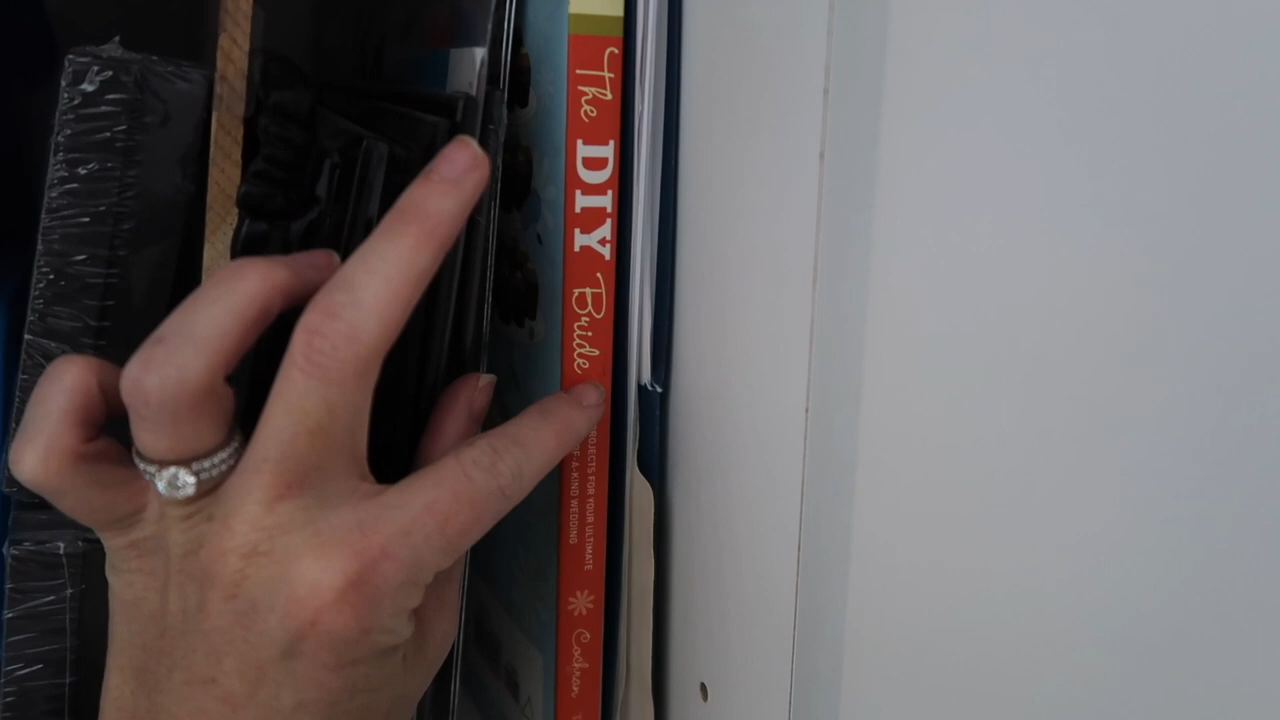 The DIY Bride
PROJECTS FOR YOUR ULTIMATE
OF-A-KIND WEDDING
Cochran